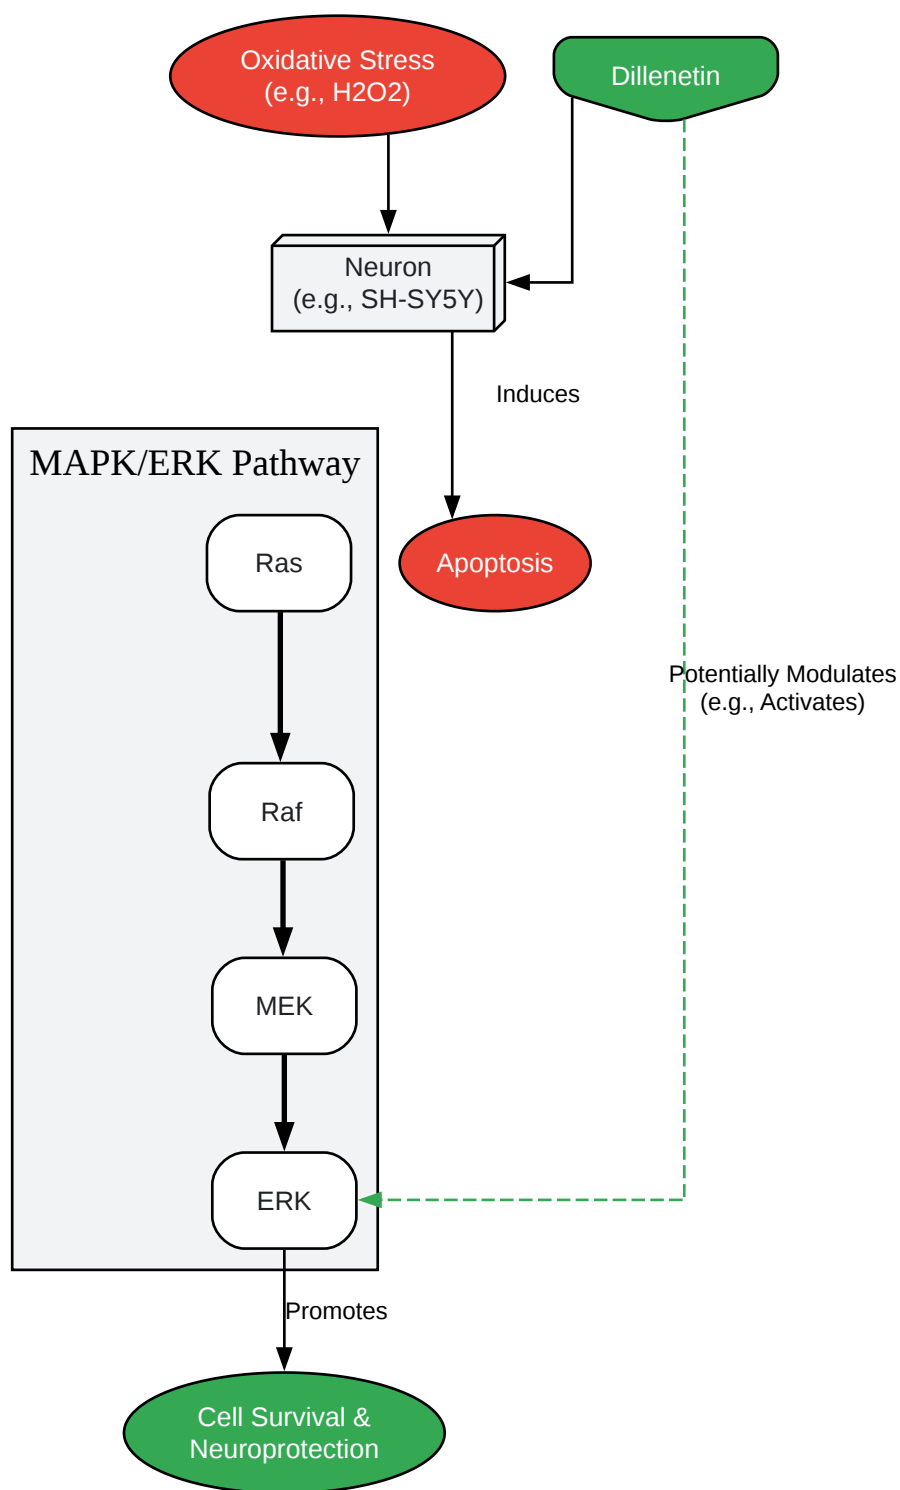 Oxidative Stress
(e.g., H2O2)
Dillenetin
Neuron
(e.g., SH-SY5Y)
Induces
MAPK/ERK Pathway
Ras
Apoptosis
Potentially Modulates
(e.g., Activates)
Raf
MEK
ERK
Promotes
Cell Survival &
Neuroprotection